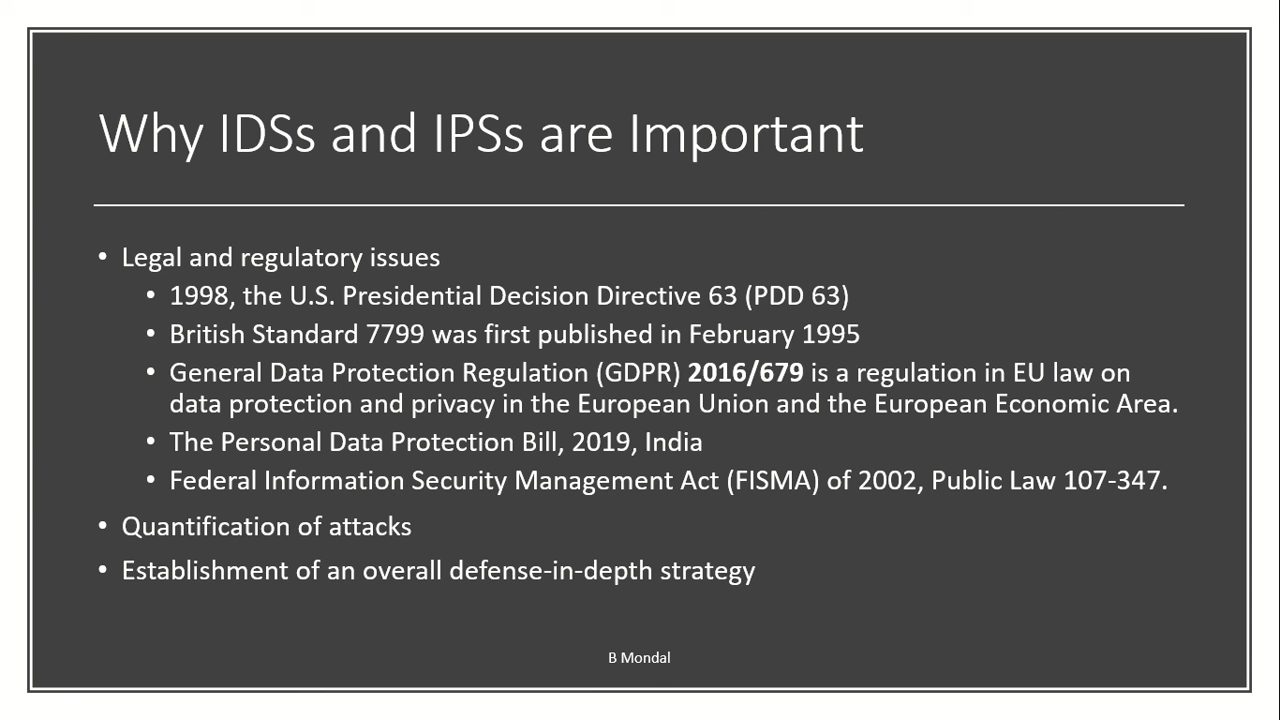 Why IDSs and IPSs are Important
• Legal and regulatory issues
• 1998, the U.S. Presidential Decision Directive 63 (PDD 63)
• British Standard 7799 was first published in February 1995
• General Data Protection Regulation (GDPR) 2016/679 is a regulation in EU law on
data protection and privacy in the European Union and the European Economic Area.
• The Personal Data Protection Bill, 2019, India
• Federal Information Security Management Act (FISMA) of 2002, Public Law 107-347.
• Quantification of attacks
• Establishment of an overall defense-in-depth strategy
B Mondal